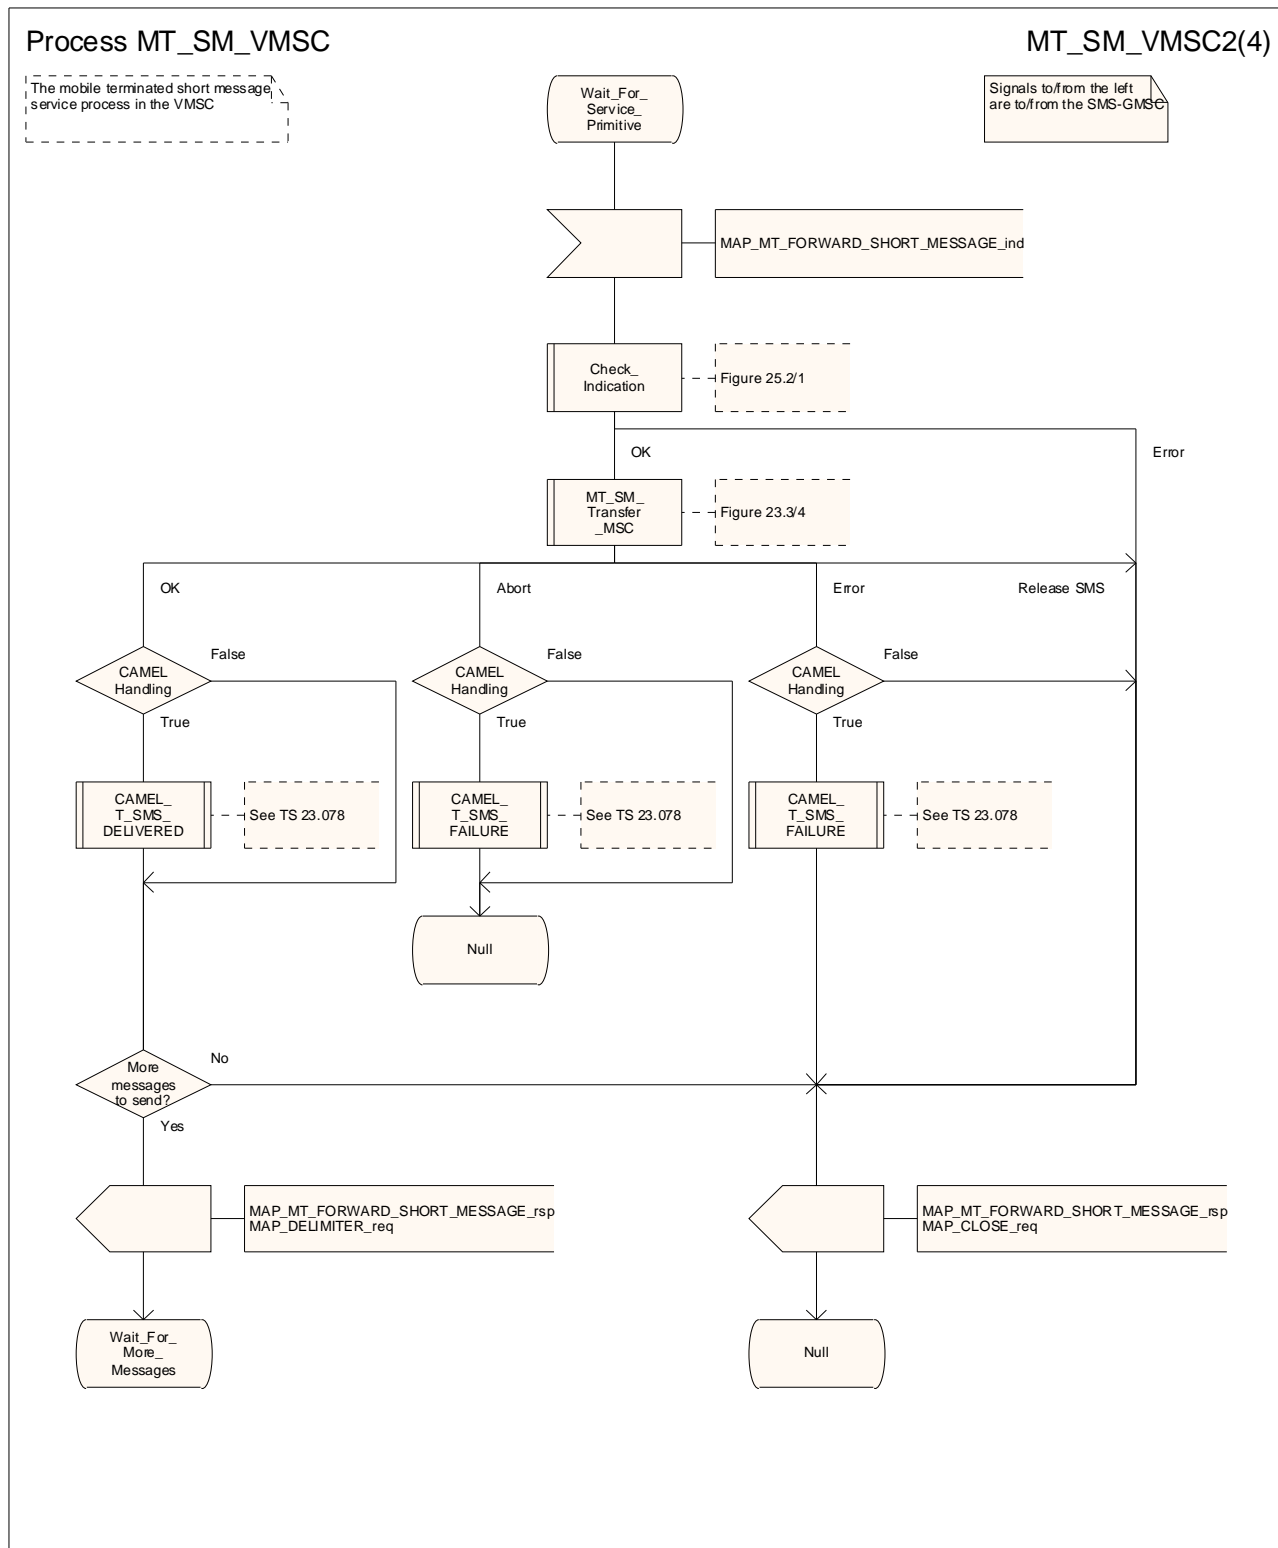 Process MT_SM_VMSC
MT_SM_VMSC2(4)
The mobile terminated short message
service process in the VMSC
Wait_For_
Service_
Primitive
Signals to/from the left
are to/from the SMS-GMSC
MAP_MT_FORWARD_SHORT_MESSAGE_ind
Check_
Indication
Figure 25.2/1
OK
Error
MT_SM_
Transfer
_MSC
Figure 23.3/4
OK
Abort
Error
Release SMS
CAMEL
Handling
False
CAMEL
Handling
False
CAMEL
Handling
False
True
True
True
CAMEL_
T_SMS_
DELIVERED
See TS 23.078
CAMEL_
T_SMS_
FAILURE
See TS 23.078
CAMEL_
T_SMS_
FAILURE
See TS 23.078
Null
More
messages
to send?
No
Yes
MAP_MT_FORWARD_SHORT_MESSAGE_rsp
MAP_DELIMITER_req
MAP_MT_FORWARD_SHORT_MESSAGE_rsp
MAP_CLOSE_req
Wait_For_
More_
Messages
Null